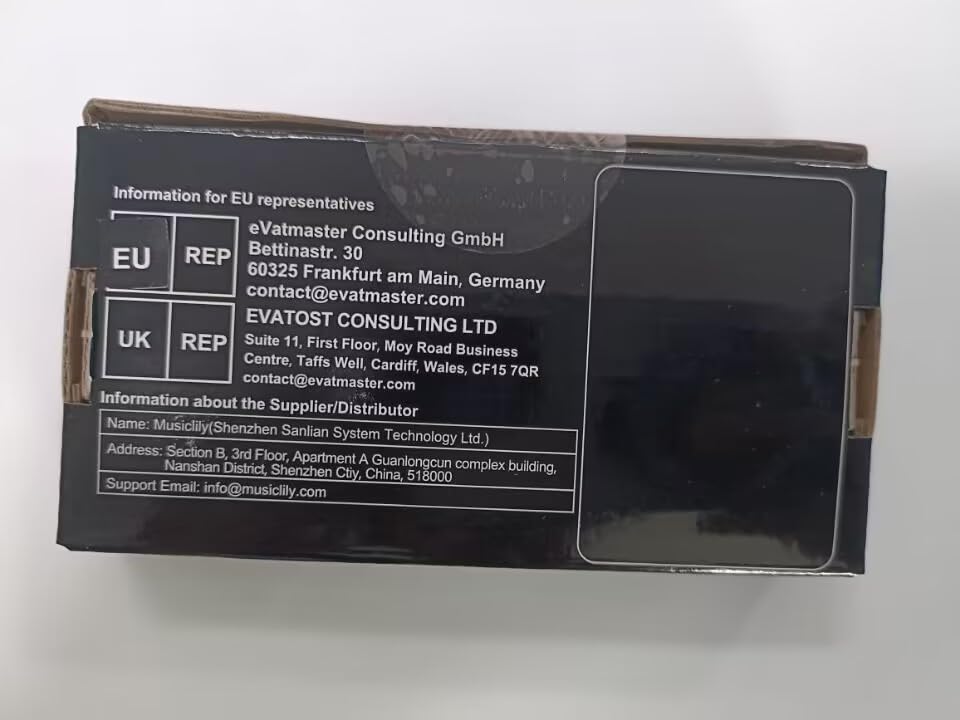 Information for EU representatives
EU REP
eVatmaster Consulting GmbH
Bettinastr. 30
60325 Frankfurt am Main, Germany
contact@evatmaster.com
UK REP
EVATOST CONSULTING LTD
Suite 11, First Floor, Moy Road Business
Centre, Taffs Well, Cardiff, Wales, CF15 7QR
contact@evatmaster.com
Information about the Supplier/Distributor
Name: Musiclily(Shenzhen Sanlian System Technology Ltd.)
Address: Section B, 3rd Floor, Apartment A Guanlongcun complex building,
Nanshan District, Shenzhen Ctiy, China, 518000
Support Email: info@musiclily.com